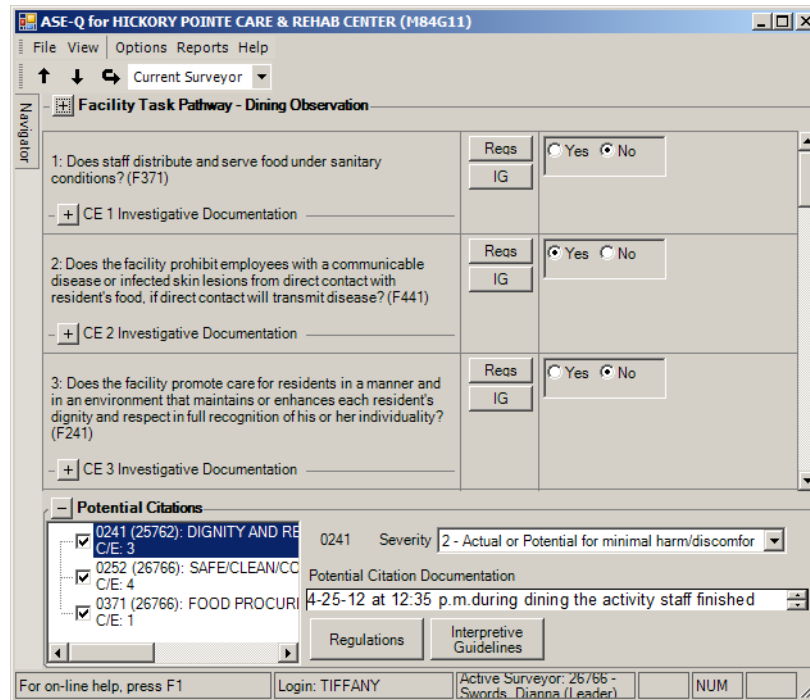 ASE-Q for HICKORY POINTE CARE & REHAB CENTER (M84G11)
File View Options Reports Help
Current Surveyor
Navigator
Facility Task Pathway - Dining Observation
1: Does staff distribute and serve food under sanitary
conditions? (F371)
Regs
IG
Yes No
CE 1 Investigative Documentation
2: Does the facility prohibit employees with a communicable
disease or infected skin lesions from direct contact with
resident's food, if direct contact will transmit disease? (F441)
Regs
IG
Yes No
CE 2 Investigative Documentation
3: Does the facility promote care for residents in a manner and
in an environment that maintains or enhances each resident's
dignity and respect in full recognition of his or her individuality?
(F241)
Regs
IG
Yes No
CE 3 Investigative Documentation
Potential Citations
0241 (25762): DIGNITY AND RE
C/E: 3
0252 (26766): SAFE/CLEAN/CO
C/E: 4
0371 (26766): FOOD PROCURI
C/E: 1
0241 Severity 2 - Actual or Potential for minimal harm/discomfor
Potential Citation Documentation
4-25-12 at 12:35 p.m.during dining the activity staff finished
Regulations
Interpretive
Guidelines
For on-line help, press F1
Login: TIFFANY
Active Surveyor: 26766 -
Swords, Dianna (Leader)
NUM